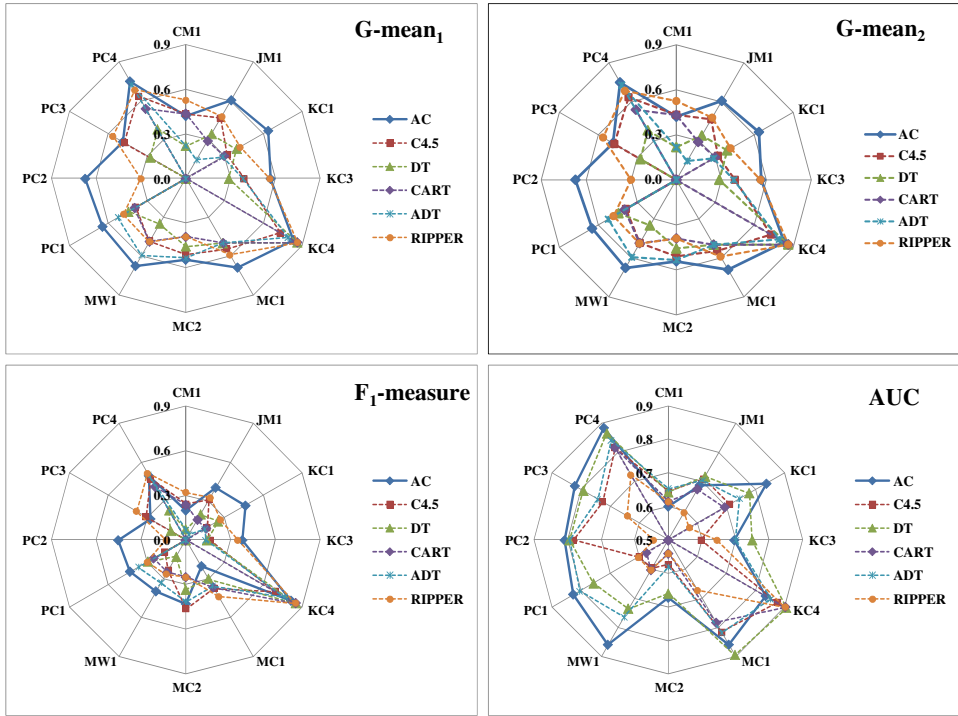 G-mean₁
CM1
JM1
KC1
KC3
KC4
MC1
MC2
MW1
PC1
PC2
PC3
PC4
0.9
0.6
0.3
0.0
AC
C4.5
DT
CART
ADT
RIPPER
G-mean₂
CM1
JM1
KC1
KC3
KC4
MC1
MC2
MW1
PC1
PC2
PC3
PC4
0.9
0.6
0.3
0.0
AC
C4.5
DT
CART
ADT
RIPPER
F₁-measure
CM1
JM1
KC1
KC3
KC4
MC1
MC2
MW1
PC1
PC2
PC3
PC4
0.9
0.6
0.3
0.0
AC
C4.5
DT
CART
ADT
RIPPER
AUC
CM1
JM1
KC1
KC3
KC4
MC1
MC2
MW1
PC1
PC2
PC3
PC4
0.9
0.8
0.7
0.6
0.5
AC
C4.5
DT
CART
ADT
RIPPER